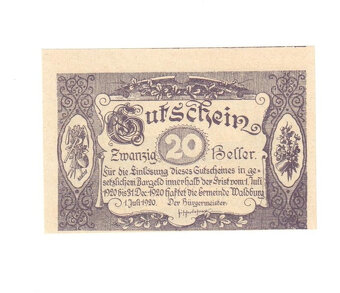 Gutschein
Zwanzig 20 Heller.
Für die Einlösung dieses Gutscheines in ge-
setzlichem Bargeld innerhalb der Frist vom 1. Juli
1920 bis 31. Dez. 1920 haftet die Gemeinde Waldburg
1. Juli 1920. Der Bürgermeister: